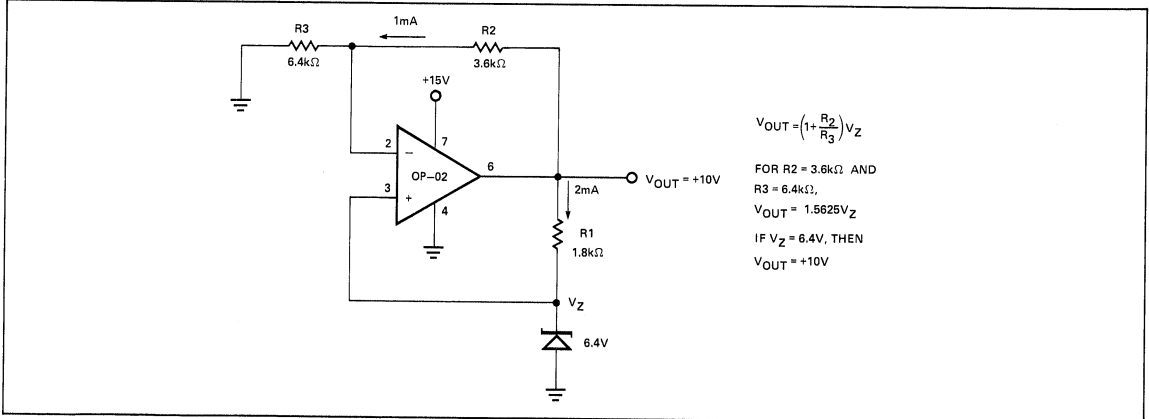 1mA
R3
R2
6.4kΩ
3.6kΩ
+15V
7
2
−
OP–02
6
3
+
4
2mA
VOUT = +10V
R1
1.8kΩ
VZ
6.4V
VOUT = (1+ R2/R3) VZ
FOR R2 = 3.6kΩ AND
R3 = 6.4kΩ,
VOUT = 1.5625VZ
IF VZ = 6.4V, THEN
VOUT = +10V